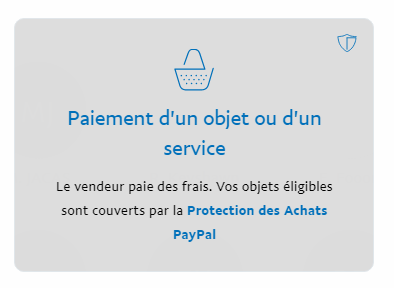 Paiement d'un objet ou d'un
service
Le vendeur paie des frais. Vos objets éligibles
sont couverts par la Protection des Achats
PayPal